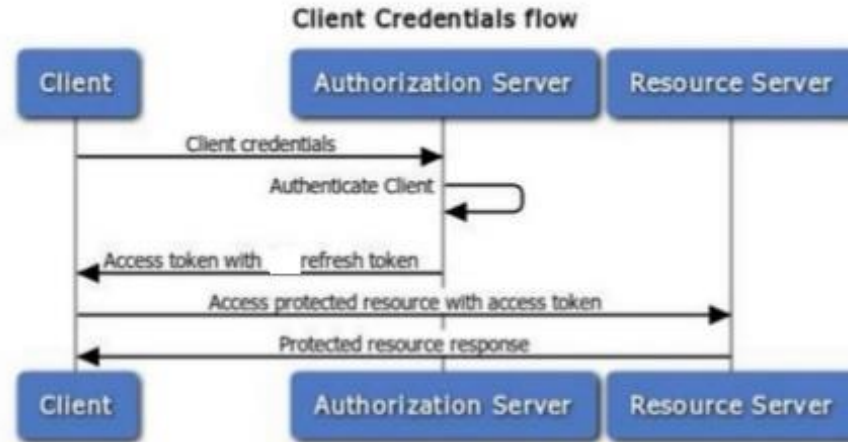 Client Credentials flow
Client Authorization Server Resource Server
Client credentials
Authenticate Client
Access token with refresh token
Access protected resource with access token
Protected resource response
Client Authorization Server Resource Server